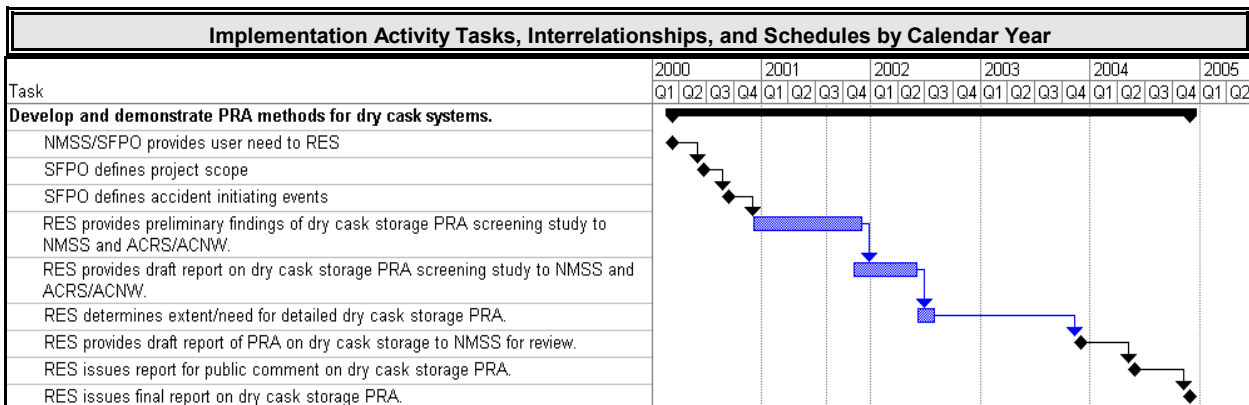 Implementation Activity Tasks, Interrelationships, and Schedules by Calendar Year
2000 2001 2002 2003 2004 2005
Task Q1 Q2 Q3 Q4 Q1 Q2 Q3 Q4 Q1 Q2 Q3 Q4 Q1 Q2 Q3 Q4 Q1 Q2 Q3 Q4 Q1 Q2
Develop and demonstrate PRA methods for dry cask systems.
NMSS/SFPO provides user need to RES
SFPO defines project scope
SFPO defines accident initiating events
RES provides preliminary findings of dry cask storage PRA screening study to
NMSS and ACRS/ACNW.
RES provides draft report on dry cask storage PRA screening study to NMSS and
ACRS/ACNW.
RES determines extent/need for detailed dry cask storage PRA.
RES provides draft report of PRA on dry cask storage to NMSS for review.
RES issues report for public comment on dry cask storage PRA.
RES issues final report on dry cask storage PRA.